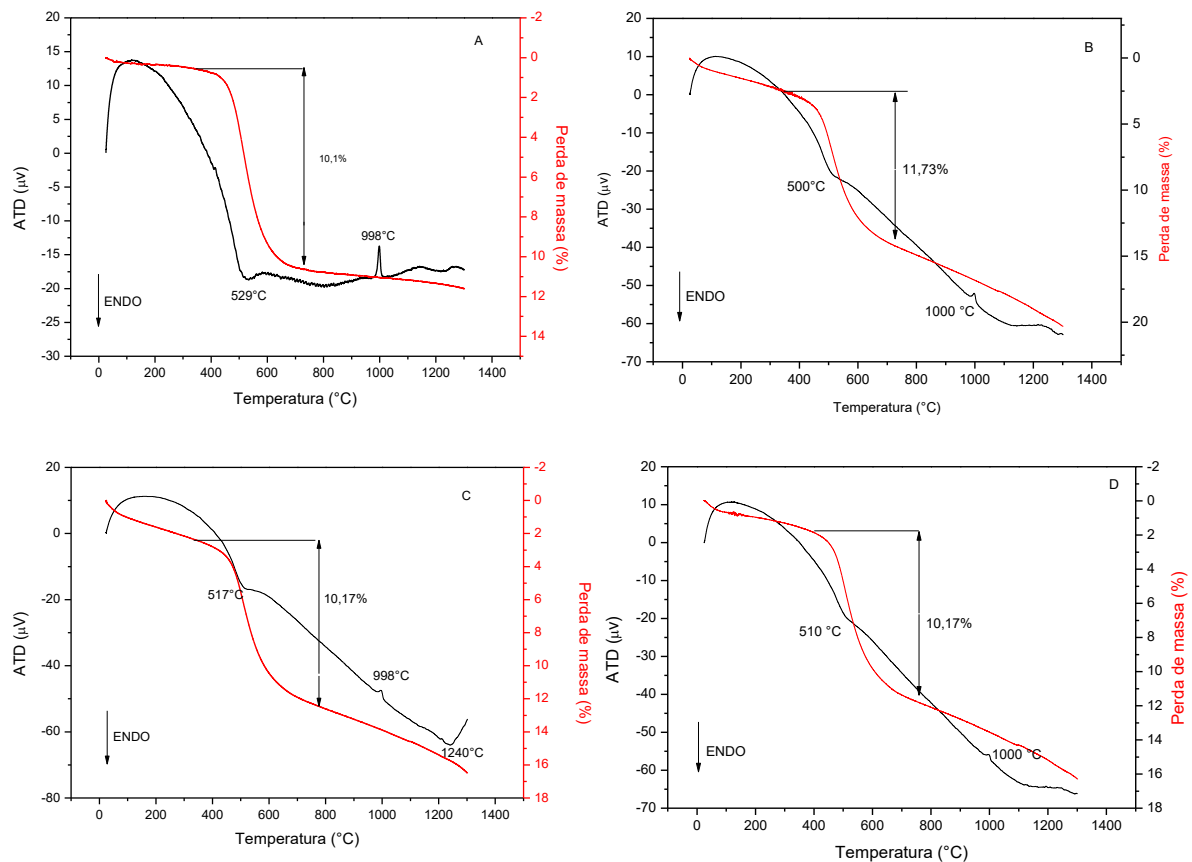 A
ATD (μv)
20
15
10
5
0
-5
-10
-15
-20
-25
-30
-2
0
2
4
6
8
10
12
14
Perda de massa (%)
10,1%
998°C
529°C
ENDO
0 200 400 600 800 1000 1200 1400
Temperatura (°C)
B
ATD (μv)
20
10
0
-10
-20
-30
-40
-50
-60
-70
0
5
10
15
20
Perda de massa (%)
11,73%
500°C
1000 °C
ENDO
0 200 400 600 800 1000 1200 1400
Temperatura (°C)
C
ATD (μv)
20
0
-20
-40
-60
-80
-2
0
2
4
6
8
10
12
14
16
18
Perda de massa (%)
517°C
10,17%
998°C
1240°C
ENDO
0 200 400 600 800 1000 1200 1400
Temperatura (°C)
D
ATD (μv)
20
10
0
-10
-20
-30
-40
-50
-60
-70
-2
0
2
4
6
8
10
12
14
16
18
Perda de massa (%)
510 °C
10,17%
1000 °C
ENDO
0 200 400 600 800 1000 1200 1400
Temperatura (°C)